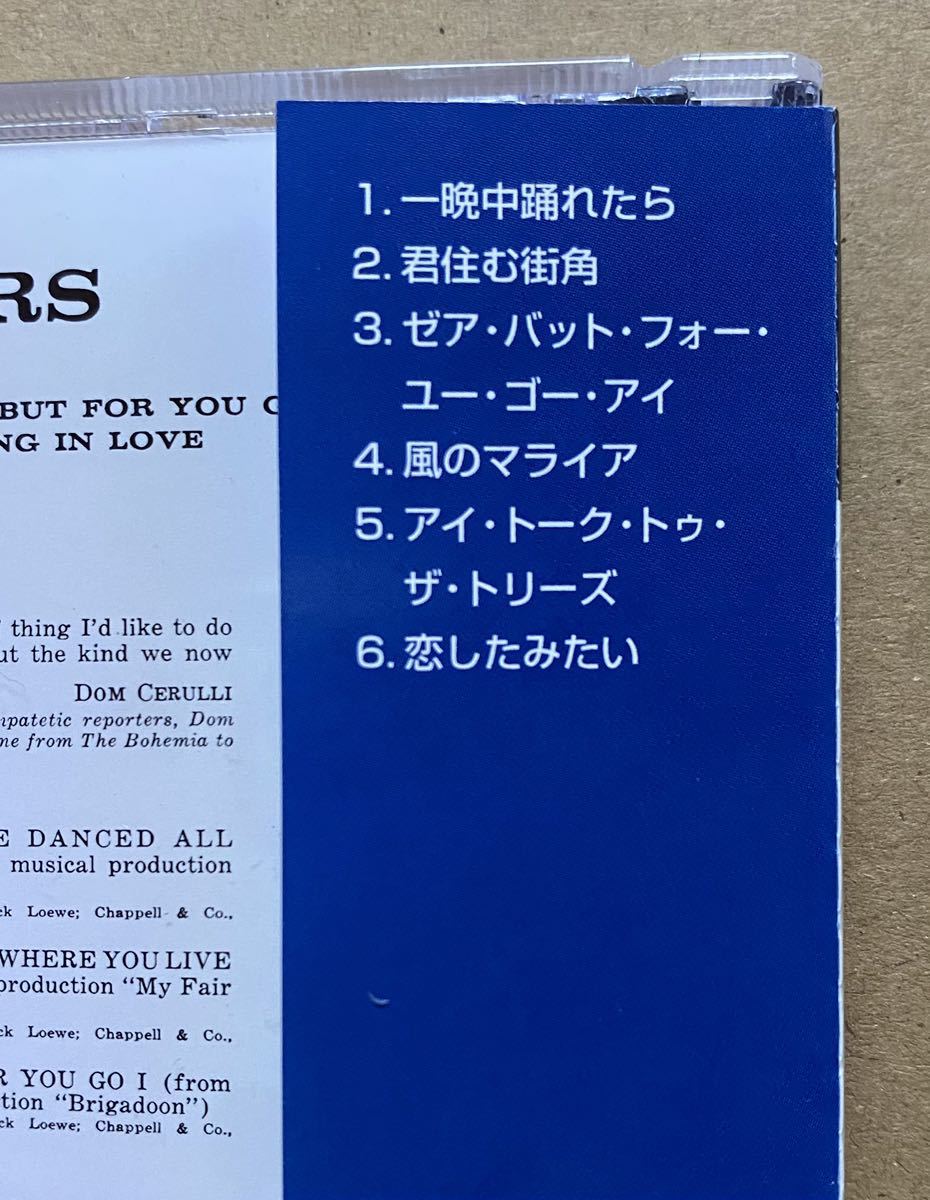 RS
BUT FOR YOU
NG IN LOVE
thing I'd like to do
ut the kind we now
DOM CERULLI
patetic reporters, Dom
me from The Bohemia to
E DANCED ALL
musical production
ck Loewe; Chappell & Co.,
WHERE YOU LIVE
production "My Fair
ck Loewe; Chappell & Co.,
R YOU GO I (from
tion "Brigadoon")
ck Loewe; Chappell & Co.,
1. 一晩中踊れたら
2. 君住む街角
3. ゼア・バット・フォー・
ユー・ゴー・アイ
4. 風のマライア
5. アイ・トーク・トゥ・
ザ・トリーズ
6. 恋したみたい